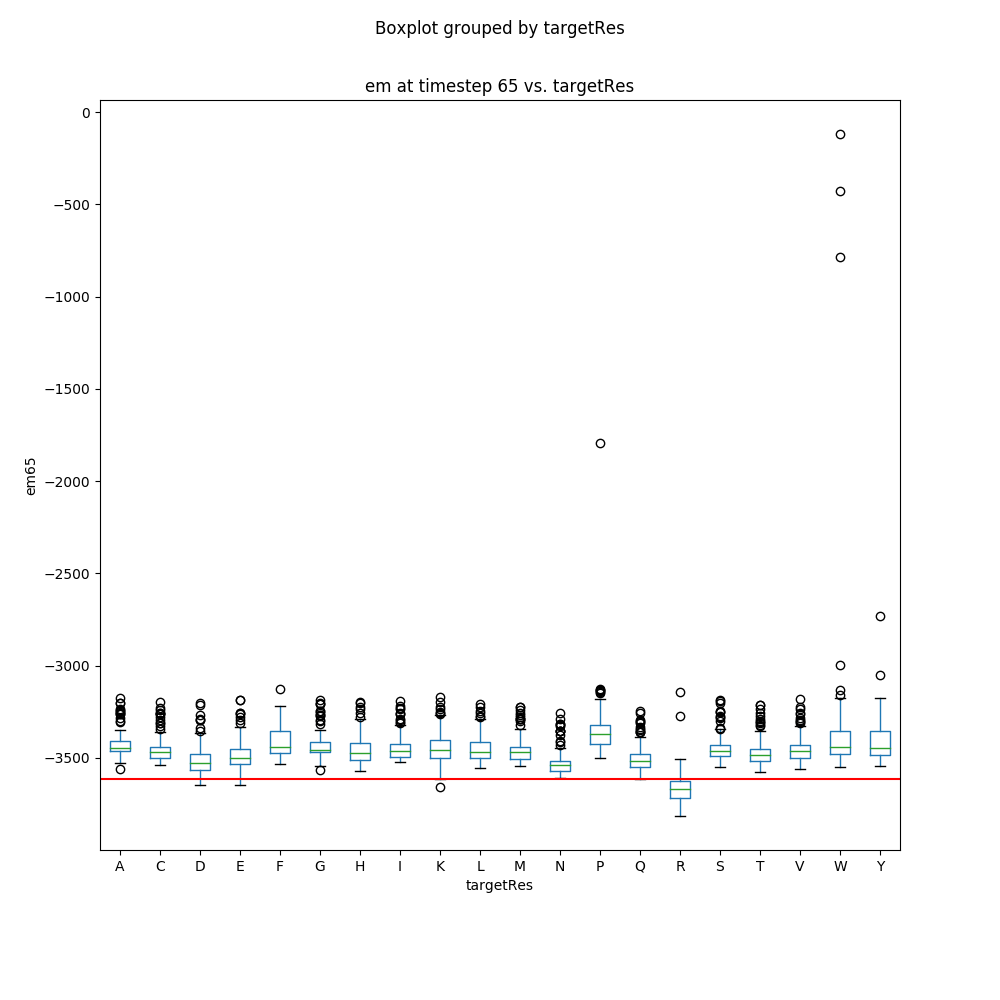 Boxplot grouped by targetRes
em at timestep 65 vs. targetRes
0
−500
−1000
−1500
−2000
−2500
−3000
−3500
em65
A C D E F G H I K L M N P Q R S T V W Y
targetRes